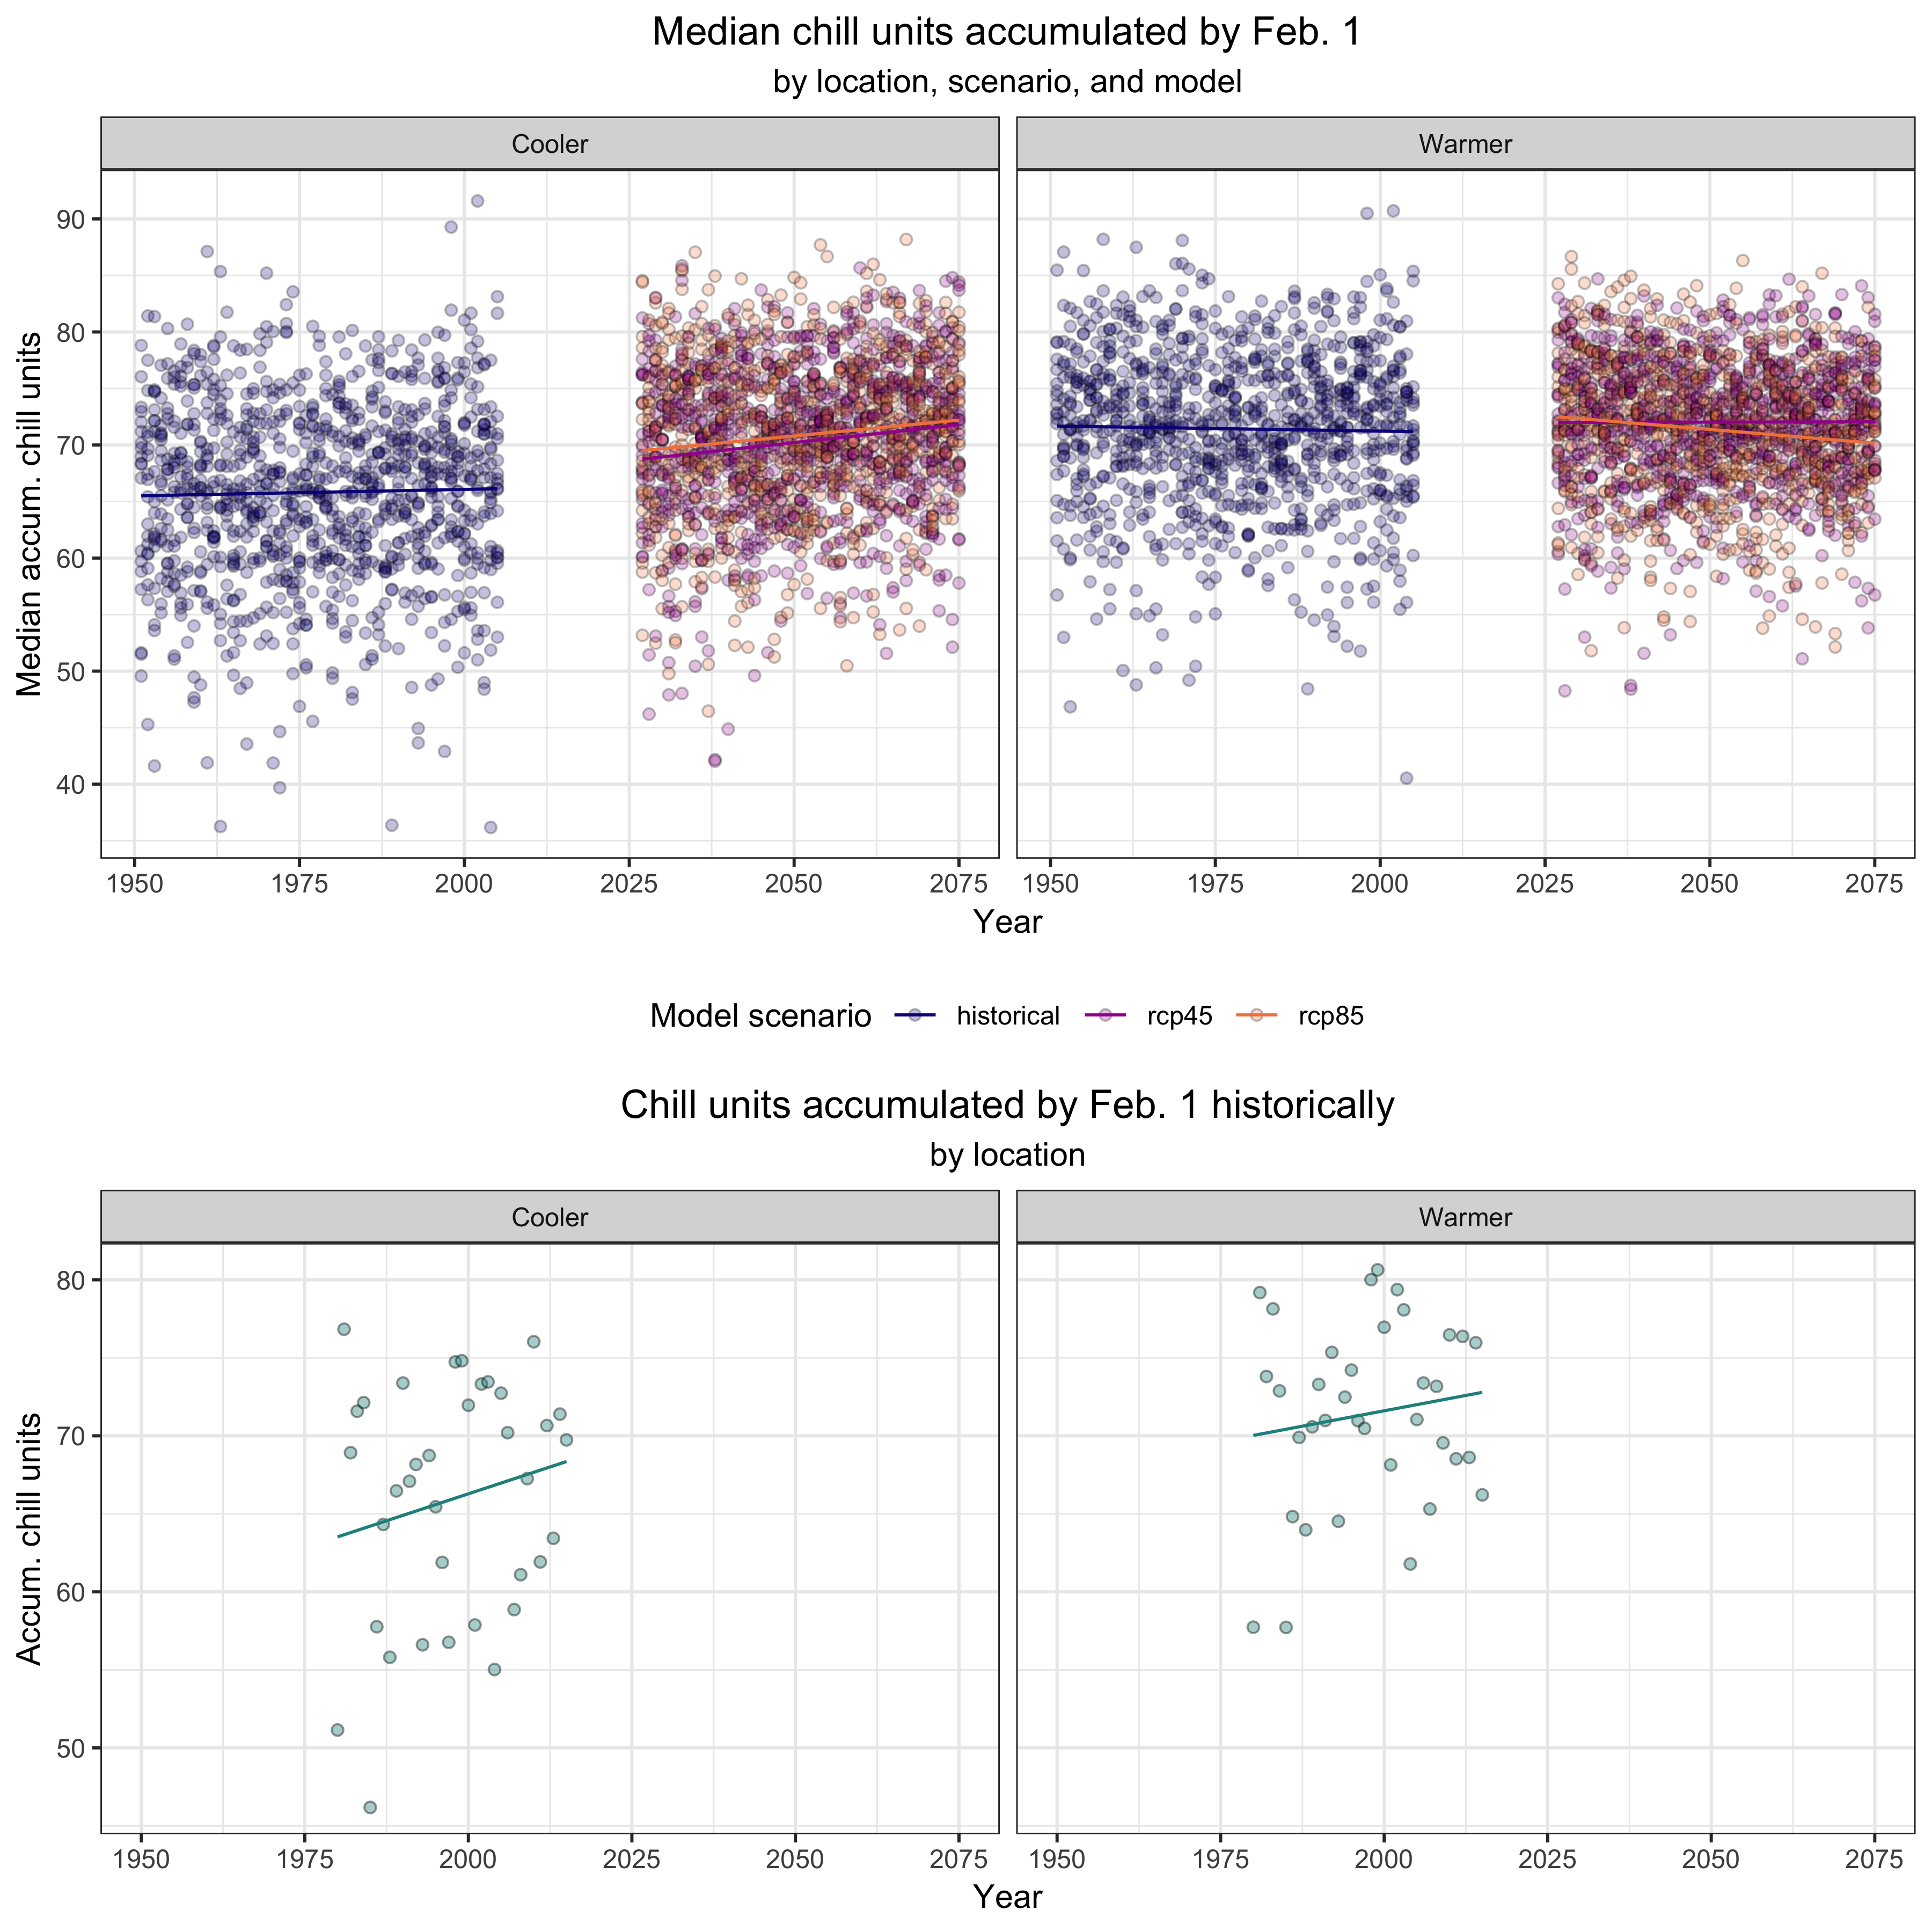 Median chill units accumulated by Feb. 1
by location, scenario, and model
Cooler
Warmer
Median accum. chill units
90
80
70
60
50
40
1950 1975 2000 2025 2050 2075
1950 1975 2000 2025 2050 2075
Year
Model scenario historical rcp45 rcp85
Chill units accumulated by Feb. 1 historically
by location
Cooler
Warmer
Accum. chill units
80
70
60
50
1950 1975 2000 2025 2050 2075
1950 1975 2000 2025 2050 2075
Year